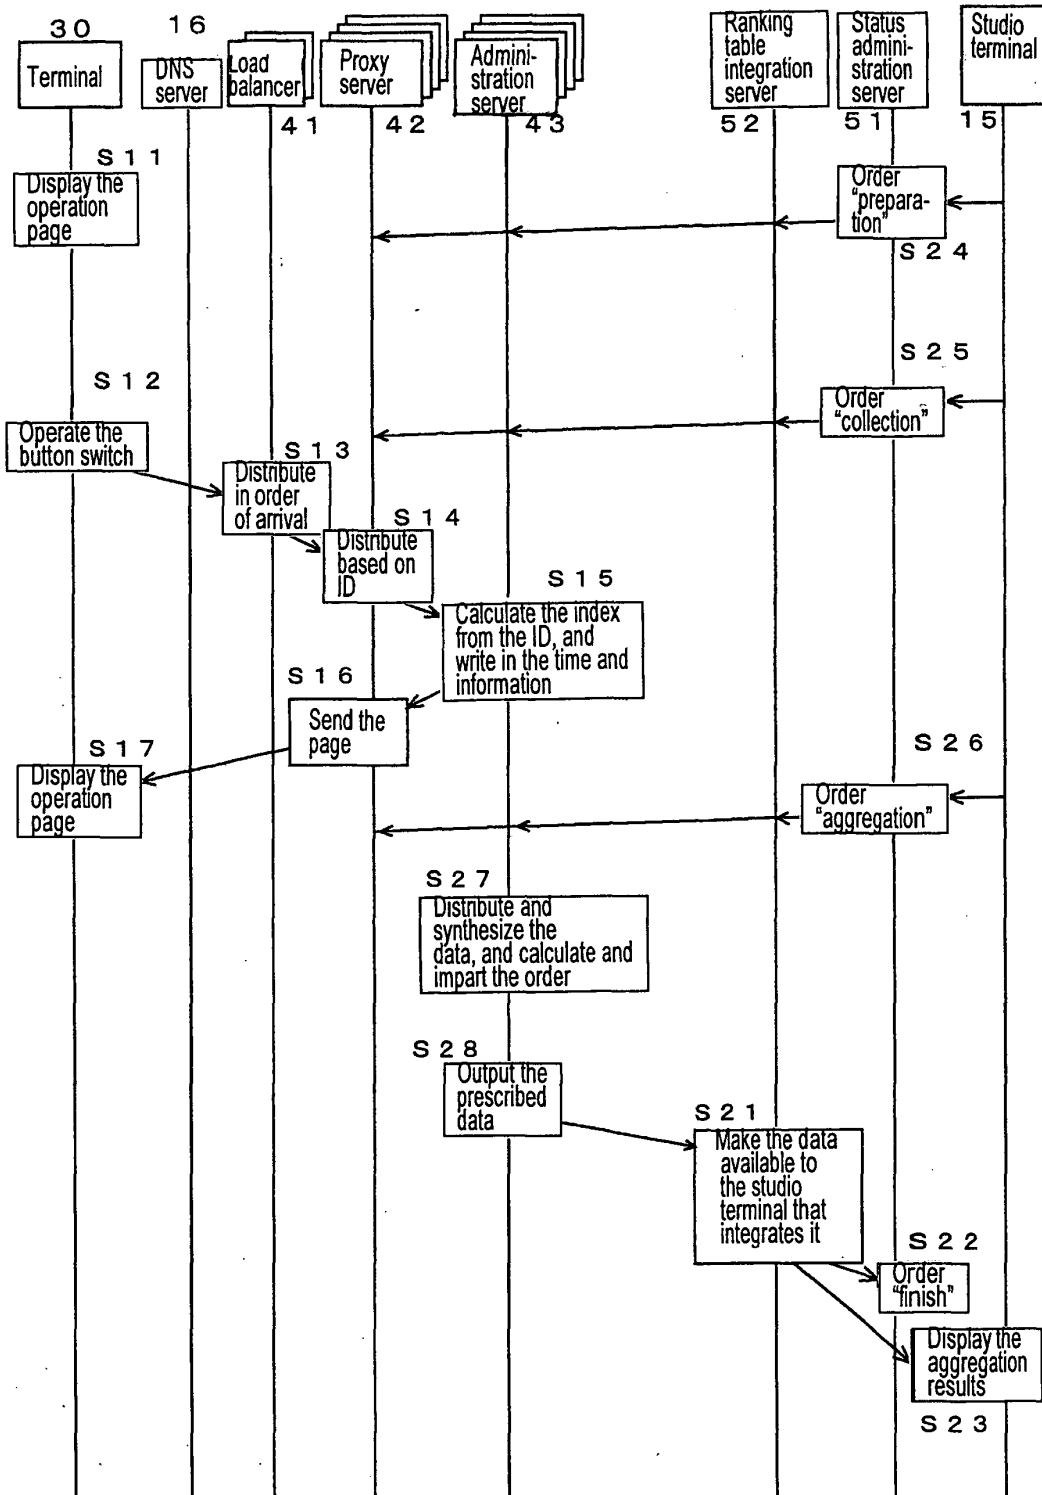 30
16
Terminal
DNS
server
Load
balancer
41
Proxy
server
42
Admini-
stration
server
43
Ranking
table
integration
server
52
Status
admini-
stration
server
51
Studio
terminal
15
S11
Display the
operation
page
Order
"prepara-
tion"
S24
S25
Order
"collection"
S12
Operate the
button switch
S13
Distribute
in order
of arrival
S14
Distribute
based on
ID
S15
Calculate the index
from the ID, and
write in the time and
information
S16
Send the
page
S17
Display the
operation
page
S26
Order
"aggregation"
S27
Distribute and
synthesize the
data, and calculate and
impart the order
S28
Output the
prescribed
data
S21
Make the data
available to
the studio
terminal that
integrates it
S22
Order
"finish"
Display the
aggregation
results
S23